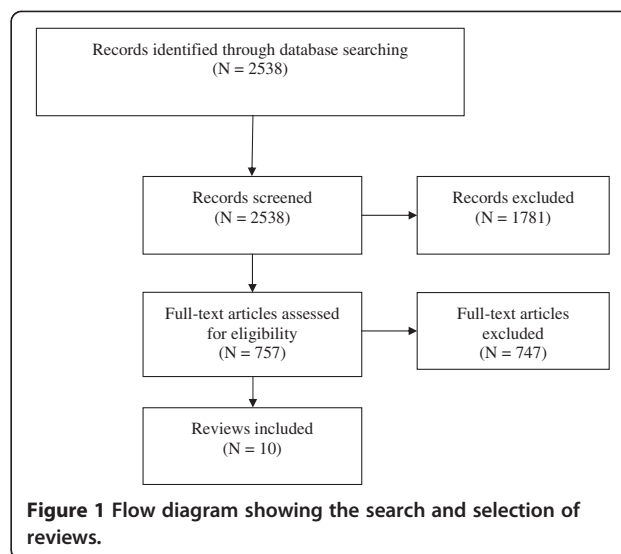 Records identified through database searching
(N = 2538)
Records screened
(N = 2538)
Records excluded
(N = 1781)
Full-text articles assessed
for eligibility
(N = 757)
Full-text articles
excluded
(N = 747)
Reviews included
(N = 10)
Figure 1 Flow diagram showing the search and selection of
reviews.